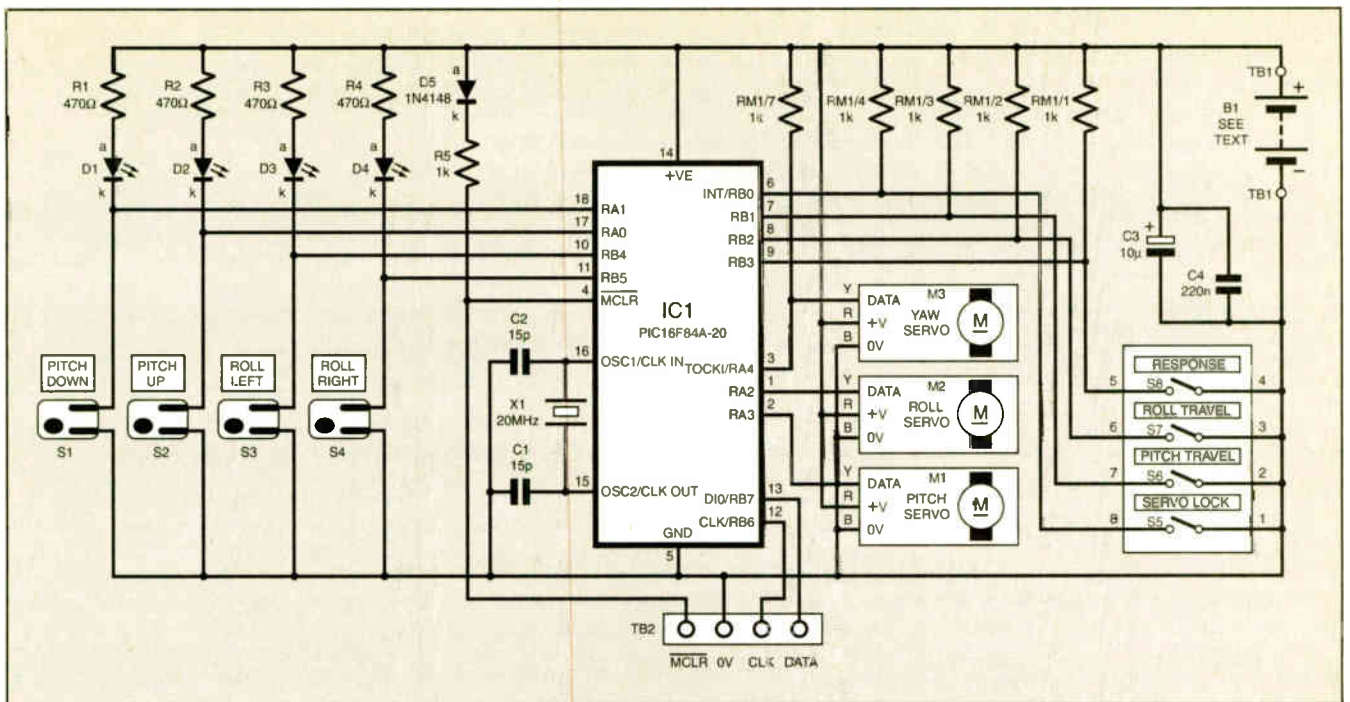 R1
470Ω
R2
470Ω
R3
470Ω
R4
470Ω
D5
1N4148
a
k
R5
1k
RM1/7
1k
RM1/4
1k
RM1/3
1k
RM1/2
1k
RM1/1
1k
TB1
+
B1
SEE
TEXT
−
TB1
a
D1
k
a
D2
k
a
D3
k
a
D4
k
14
+VE
18
RA1
17
RA0
10
RB4
11
RB5
4
MCLR
INT/RB0
6
RB1
7
RB2
8
RB3
9
IC1
PIC16F84A-20
C2
15p
16
OSC1/CLK IN
X1
20MHz
C1
15p
15
OSC2/CLK OUT
TOCKI/RA4
3
RA2
1
RA3
2
DI0/RB7
13
CLK/RB6
12
GND
5
+
C3
10µ
C4
220n
Y
DATA
M3
R
+V
YAW
SERVO
M
B
0V
Y
DATA
M2
R
+V
ROLL
SERVO
M
B
0V
Y
DATA
M1
R
+V
PITCH
SERVO
M
B
0V
PITCH
DOWN
S1
PITCH
UP
S2
ROLL
LEFT
S3
ROLL
RIGHT
S4
RESPONSE
5 S8 4
ROLL TRAVEL
6 S7 3
PITCH TRAVEL
7 S6 2
SERVO LOCK
8 S5 1
TB2
MCLR 0V CLK DATA